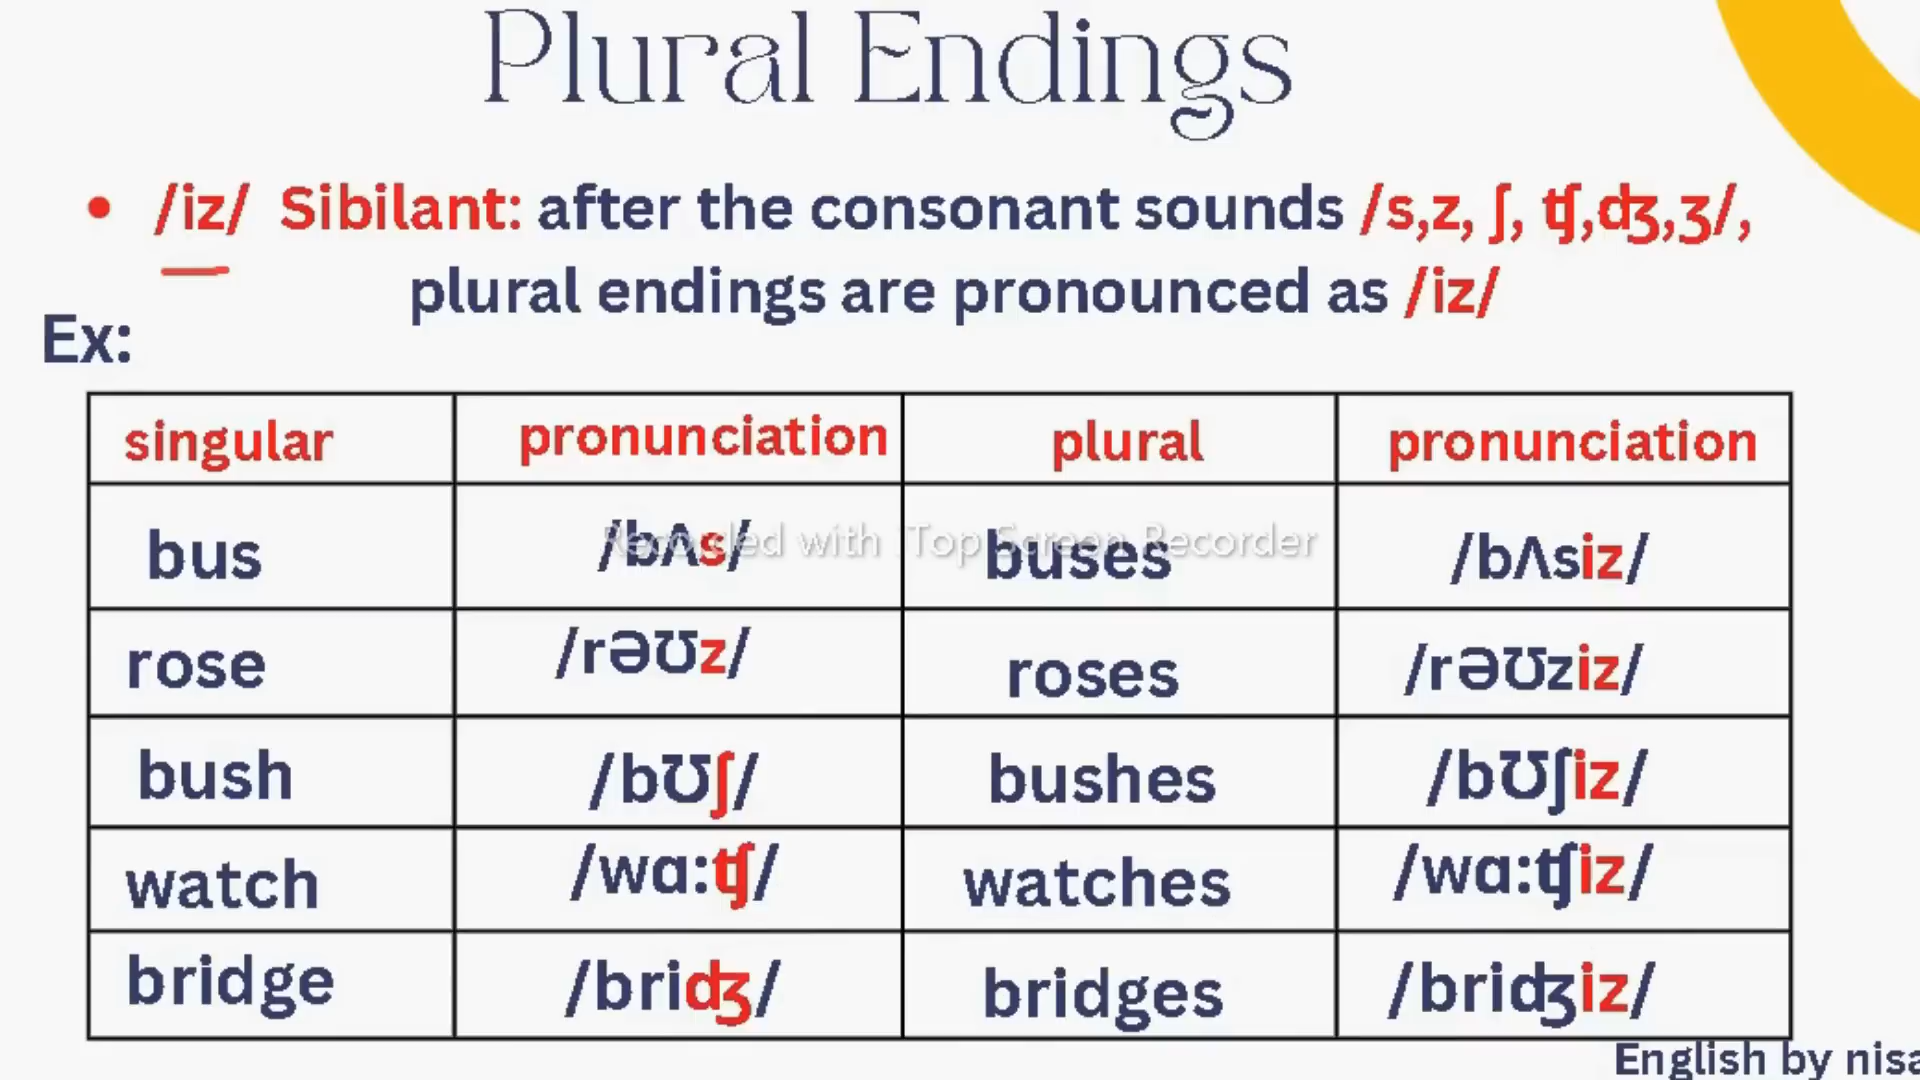 Plural Endings
• /iz/ Sibilant: after the consonant sounds /s,z, ʃ, ʧ,ʤ,ʒ/,
plural endings are pronounced as /iz/
Ex:
singular pronunciation plural pronunciation
Recorded with iTop Screen Recorder
bus /bɅs/ buses /bɅsiz/
rose /rƏƱz/ roses /rƏƱziz/
bush /bƱʃ/ bushes /bƱʃiz/
watch /wɑ:ʧ/ watches /wɑ:ʧiz/
bridge /briʤ/ bridges /briʤiz/
English by nisa